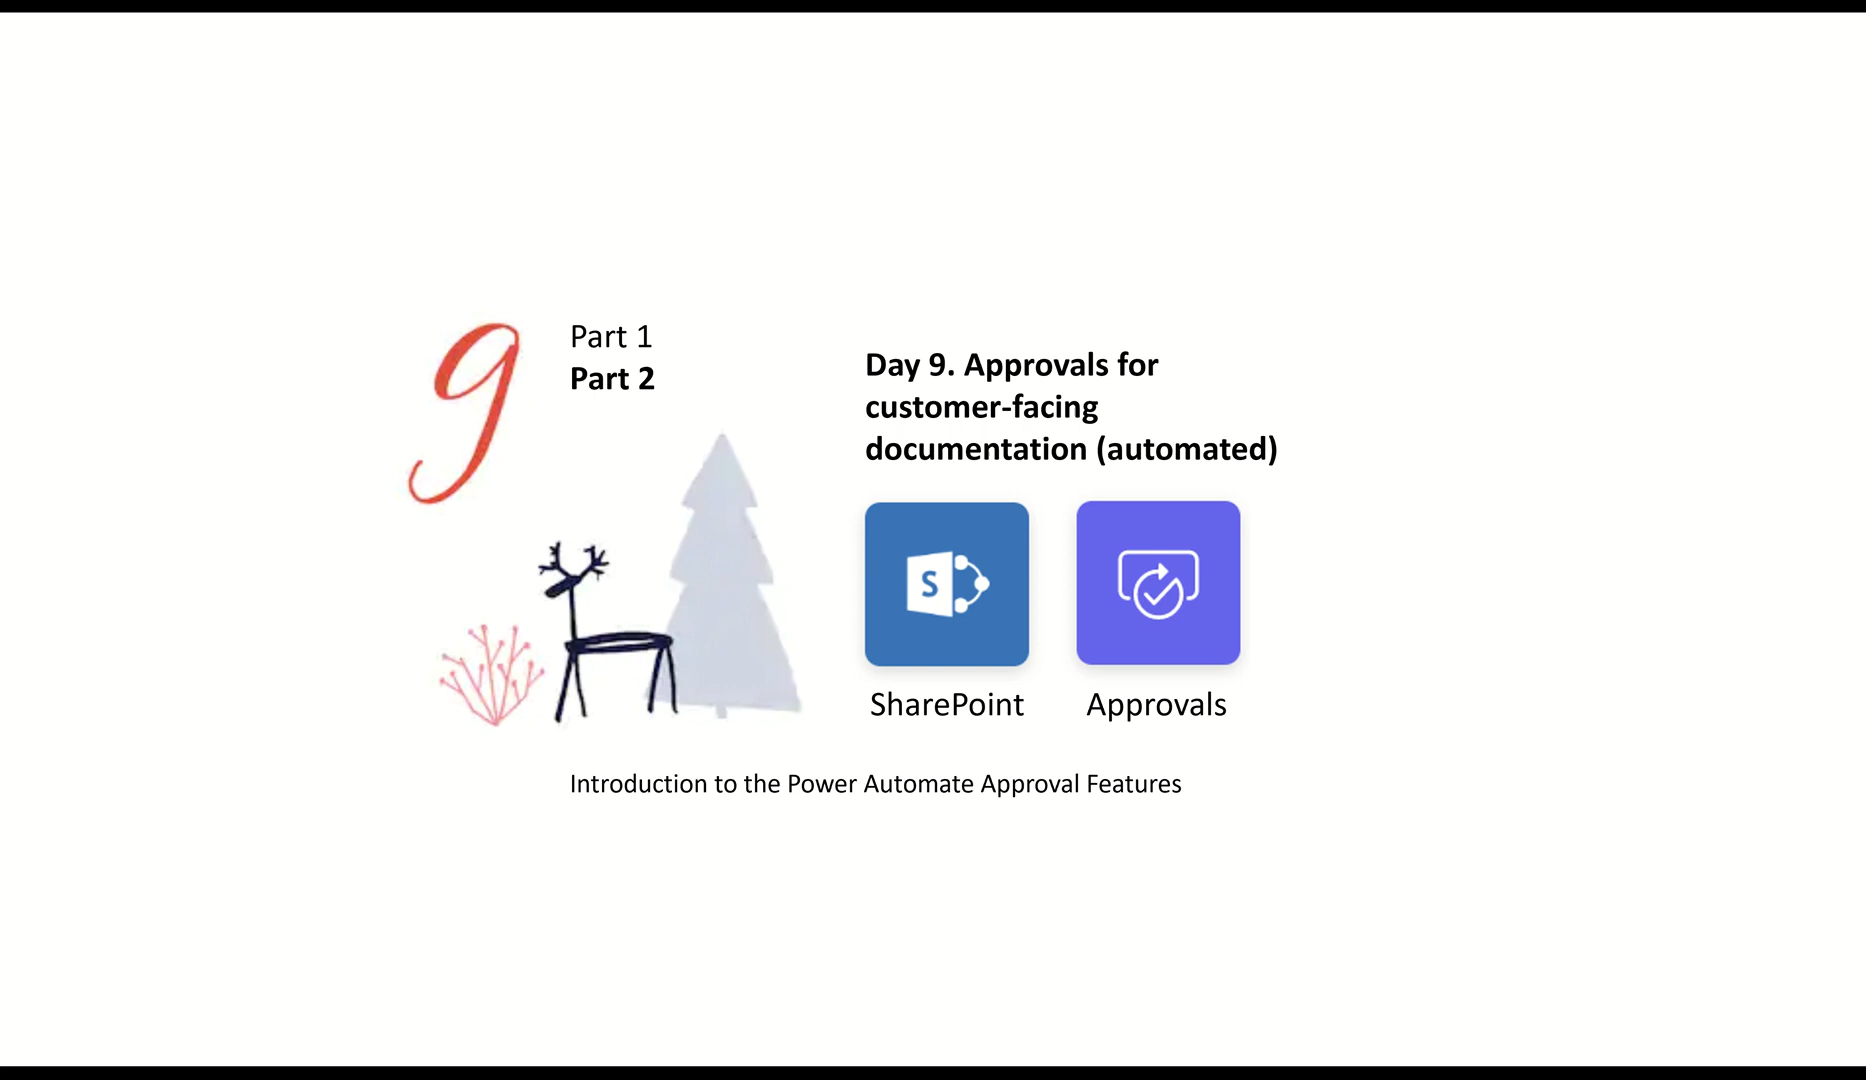 9
Part 1
Part 2
Day 9. Approvals for
customer-facing
documentation (automated)
S
SharePoint
Approvals
Introduction to the Power Automate Approval Features